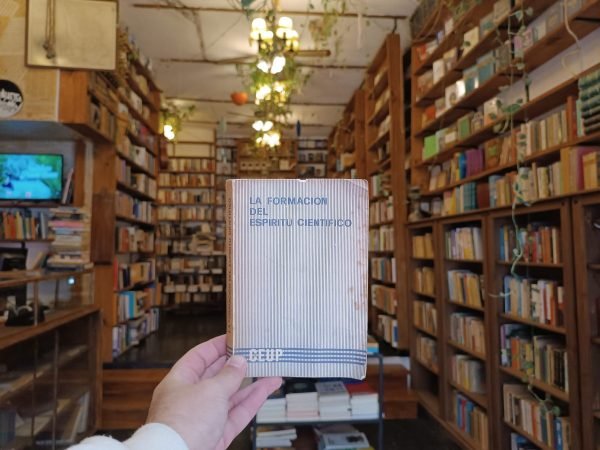 LA FORMACION
DEL
ESPIRITU CIENTIFICO
CEUP